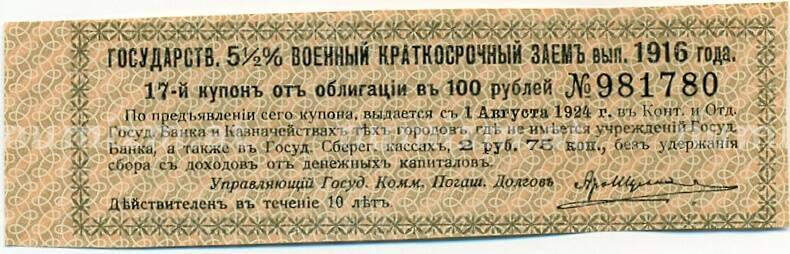 ГОСУДАРСТВ. 5½% ВОЕННЫЙ КРАТКОСРОЧНЫЙ ЗАЕМЪ вып. 1916 года.
17-й купонъ отъ облигаціи въ 100 рублей №981780
По предъявленіи сего купона, выдается съ 1 Августа 1924 г. въ Конт. и Отд.
Госуд. Банка и Казначействахъ тѣхъ городовъ, гдѣ не имѣется учрежденій Госуд.
Банка, а также въ Госуд. Сберег. кассахъ, 2 руб. 75 коп., безъ удержанія
сбора съ доходовъ отъ денежныхъ капиталовъ.
Управляющій Госуд. Комм. Погаш. Долговъ
Дѣйствителенъ въ теченіе 10 лѣтъ.